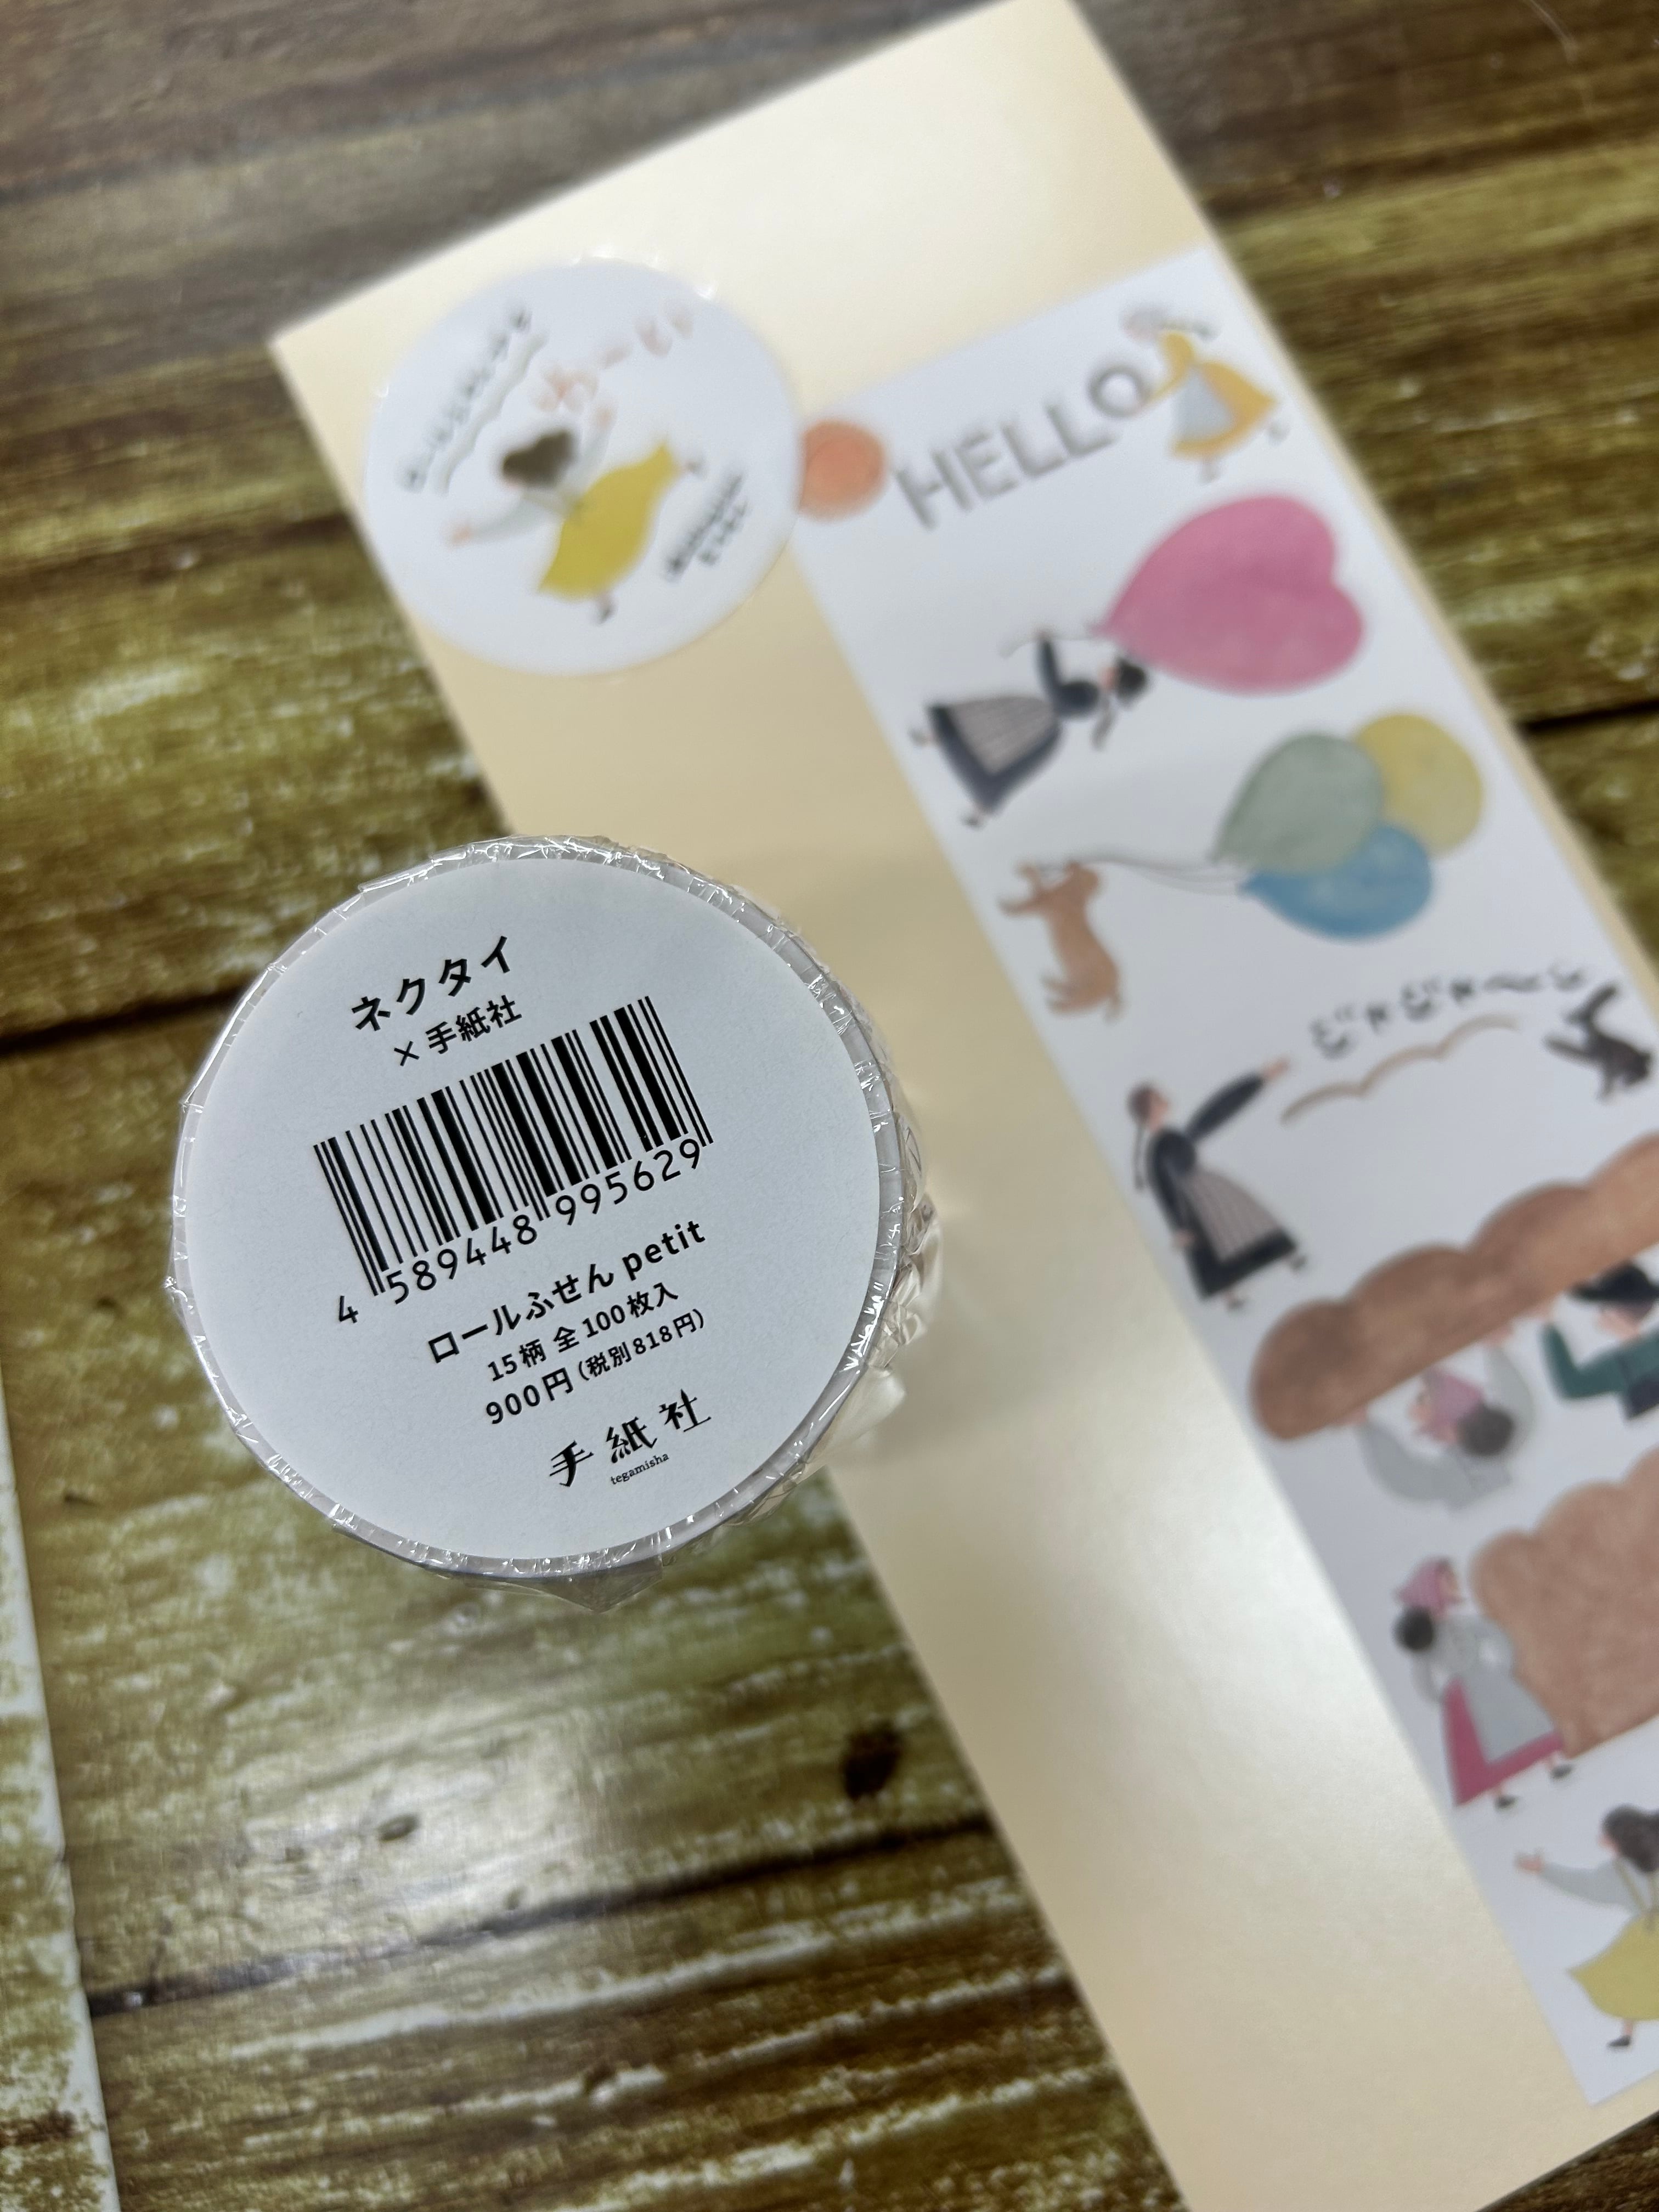 HELLO
ネクタイ
× 手紙社
4 589448 995629
ロールふせん petit
15柄 全100枚入
900円（税別818円）
手紙社
tegamisha